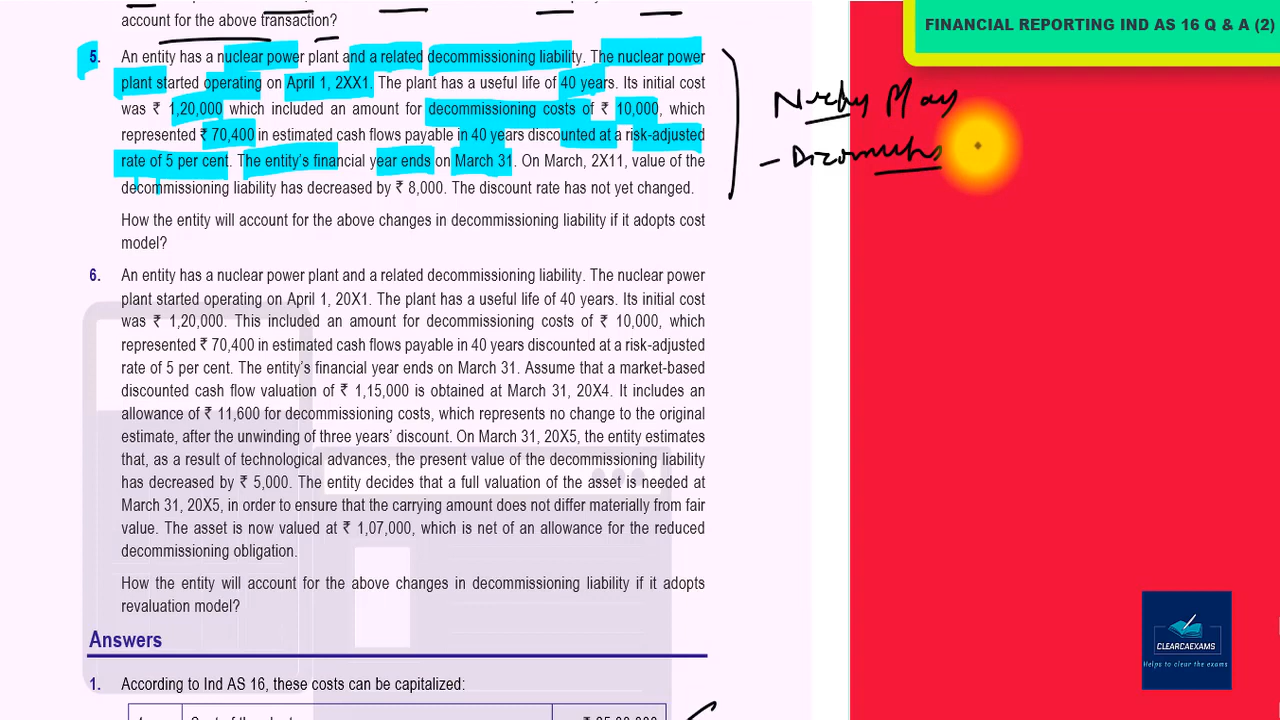 account for the above transaction?
FINANCIAL REPORTING IND AS 16 Q & A (2)
5. An entity has a nuclear power plant and a related decommissioning liability. The nuclear power
plant started operating on April 1, 2XX1. The plant has a useful life of 40 years. Its initial cost
was ₹ 1,20,000 which included an amount for decommissioning costs of ₹ 10,000, which
represented ₹ 70,400 in estimated cash flows payable in 40 years discounted at a risk-adjusted
rate of 5 per cent. The entity's financial year ends on March 31. On March, 2X11, value of the
decommissioning liability has decreased by ₹ 8,000. The discount rate has not yet changed.
How the entity will account for the above changes in decommissioning liability if it adopts cost
model?
6. An entity has a nuclear power plant and a related decommissioning liability. The nuclear power
plant started operating on April 1, 20X1. The plant has a useful life of 40 years. Its initial cost
was ₹ 1,20,000. This included an amount for decommissioning costs of ₹ 10,000, which
represented ₹ 70,400 in estimated cash flows payable in 40 years discounted at a risk-adjusted
rate of 5 per cent. The entity's financial year ends on March 31. Assume that a market-based
discounted cash flow valuation of ₹ 1,15,000 is obtained at March 31, 20X4. It includes an
allowance of ₹ 11,600 for decommissioning costs, which represents no change to the original
estimate, after the unwinding of three years' discount. On March 31, 20X5, the entity estimates
that, as a result of technological advances, the present value of the decommissioning liability
has decreased by ₹ 5,000. The entity decides that a full valuation of the asset is needed at
March 31, 20X5, in order to ensure that the carrying amount does not differ materially from fair
value. The asset is now valued at ₹ 1,07,000, which is net of an allowance for the reduced
decommissioning obligation.
How the entity will account for the above changes in decommissioning liability if it adopts
revaluation model?
Answers
1. According to Ind AS 16, these costs can be capitalized:
CLEARCAEXAMS
Helps to clear the exams